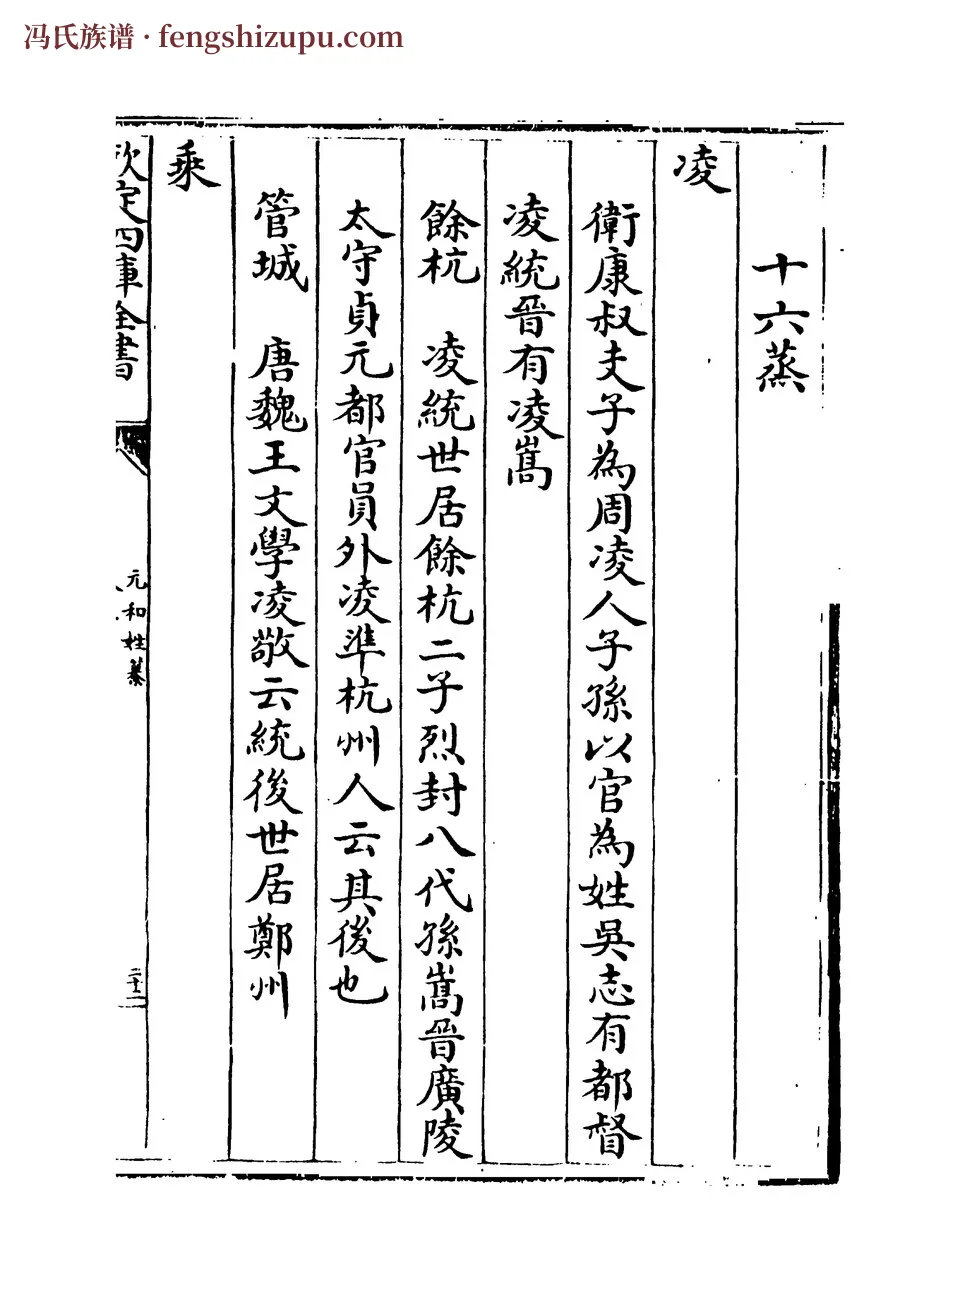 冯氏族谱 · fengshizupu.com
十六蒸
凌
衛康叔支子為周凌人子孫以官為姓吳志有都督
凌統晉有凌嵩
餘杭 凌統世居餘杭二子烈封八代孫嵩晉廣陵
太守貞元都官員外凌準杭州人云其後也
管城 唐魏王文學凌敬云統後世居鄭州
乘
欽定四庫全書
元和姓纂
二十二